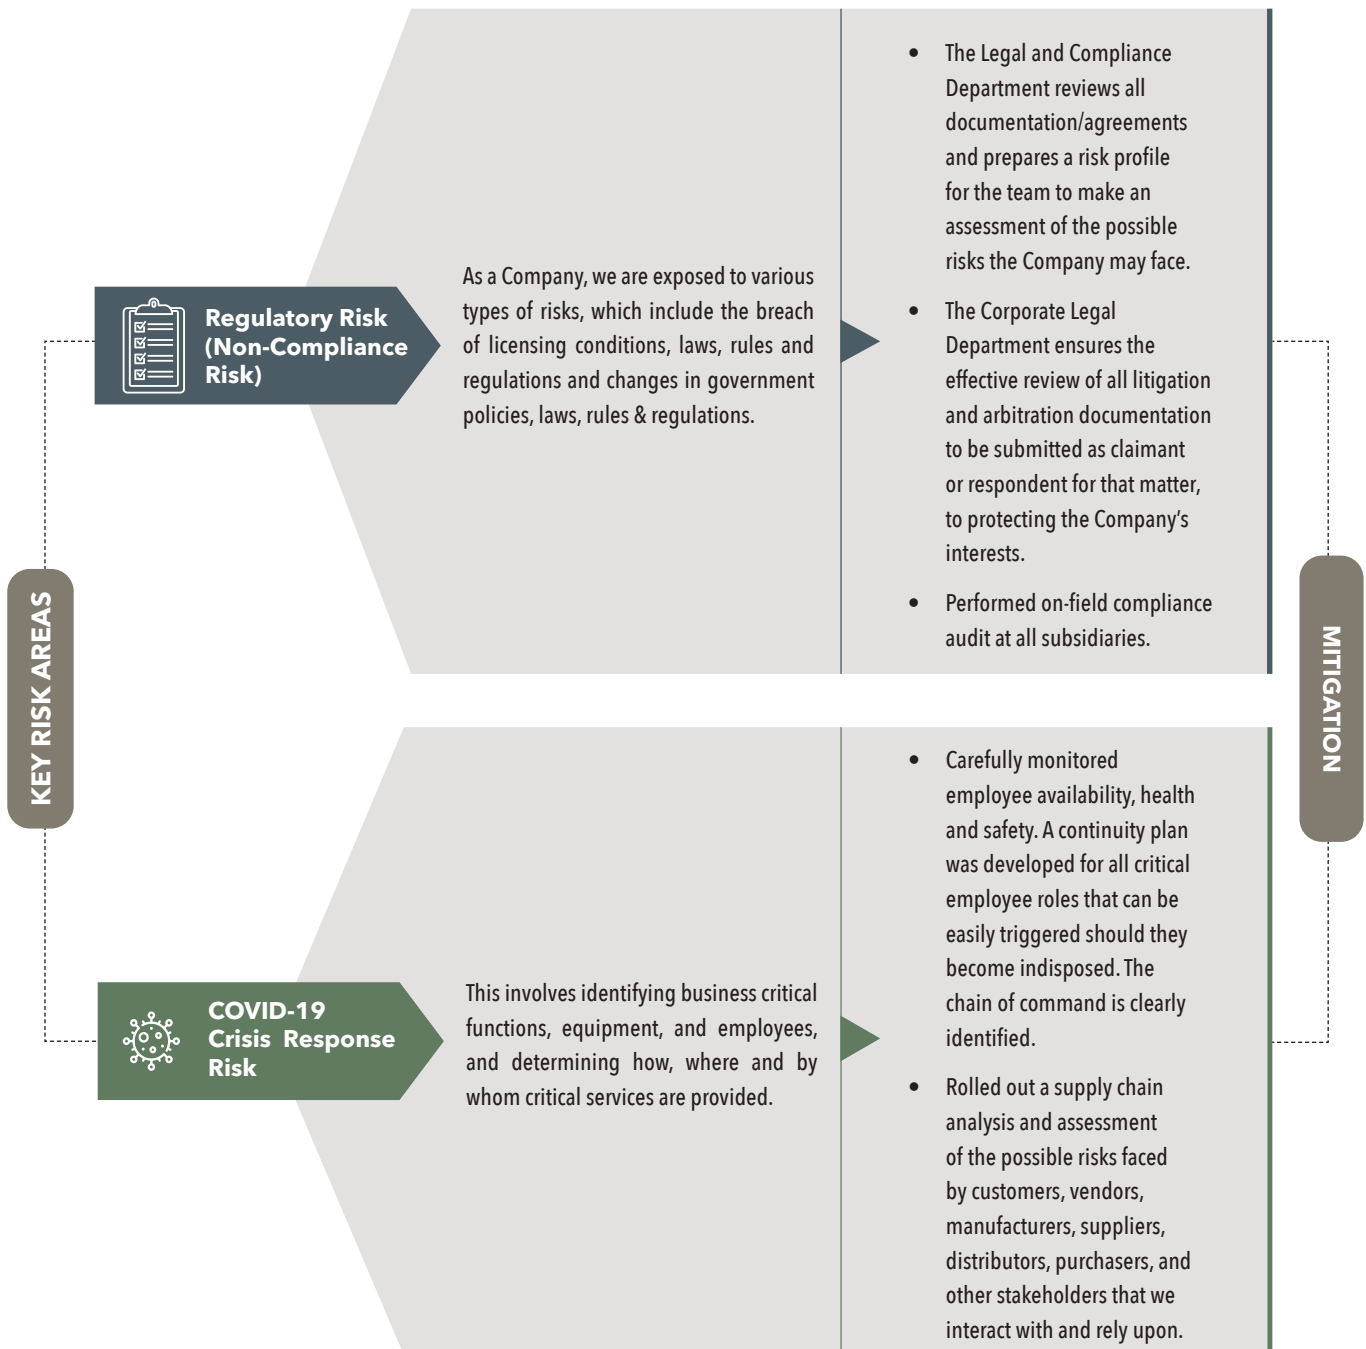 KEY RISK AREAS
Regulatory Risk
(Non-Compliance
Risk)
As a Company, we are exposed to various
types of risks, which include the breach
of licensing conditions, laws, rules and
regulations and changes in government
policies, laws, rules & regulations.
• The Legal and Compliance
Department reviews all
documentation/agreements
and prepares a risk profile
for the team to make an
assessment of the possible
risks the Company may face.
• The Corporate Legal
Department ensures the
effective review of all litigation
and arbitration documentation
to be submitted as claimant
or respondent for that matter,
to protecting the Company's
interests.
• Performed on-field compliance
audit at all subsidiaries.
MITIGATION
COVID-19
Crisis Response
Risk
This involves identifying business critical
functions, equipment, and employees,
and determining how, where and by
whom critical services are provided.
• Carefully monitored
employee availability, health
and safety. A continuity plan
was developed for all critical
employee roles that can be
easily triggered should they
become indisposed. The
chain of command is clearly
identified.
• Rolled out a supply chain
analysis and assessment
of the possible risks faced
by customers, vendors,
manufacturers, suppliers,
distributors, purchasers, and
other stakeholders that we
interact with and rely upon.